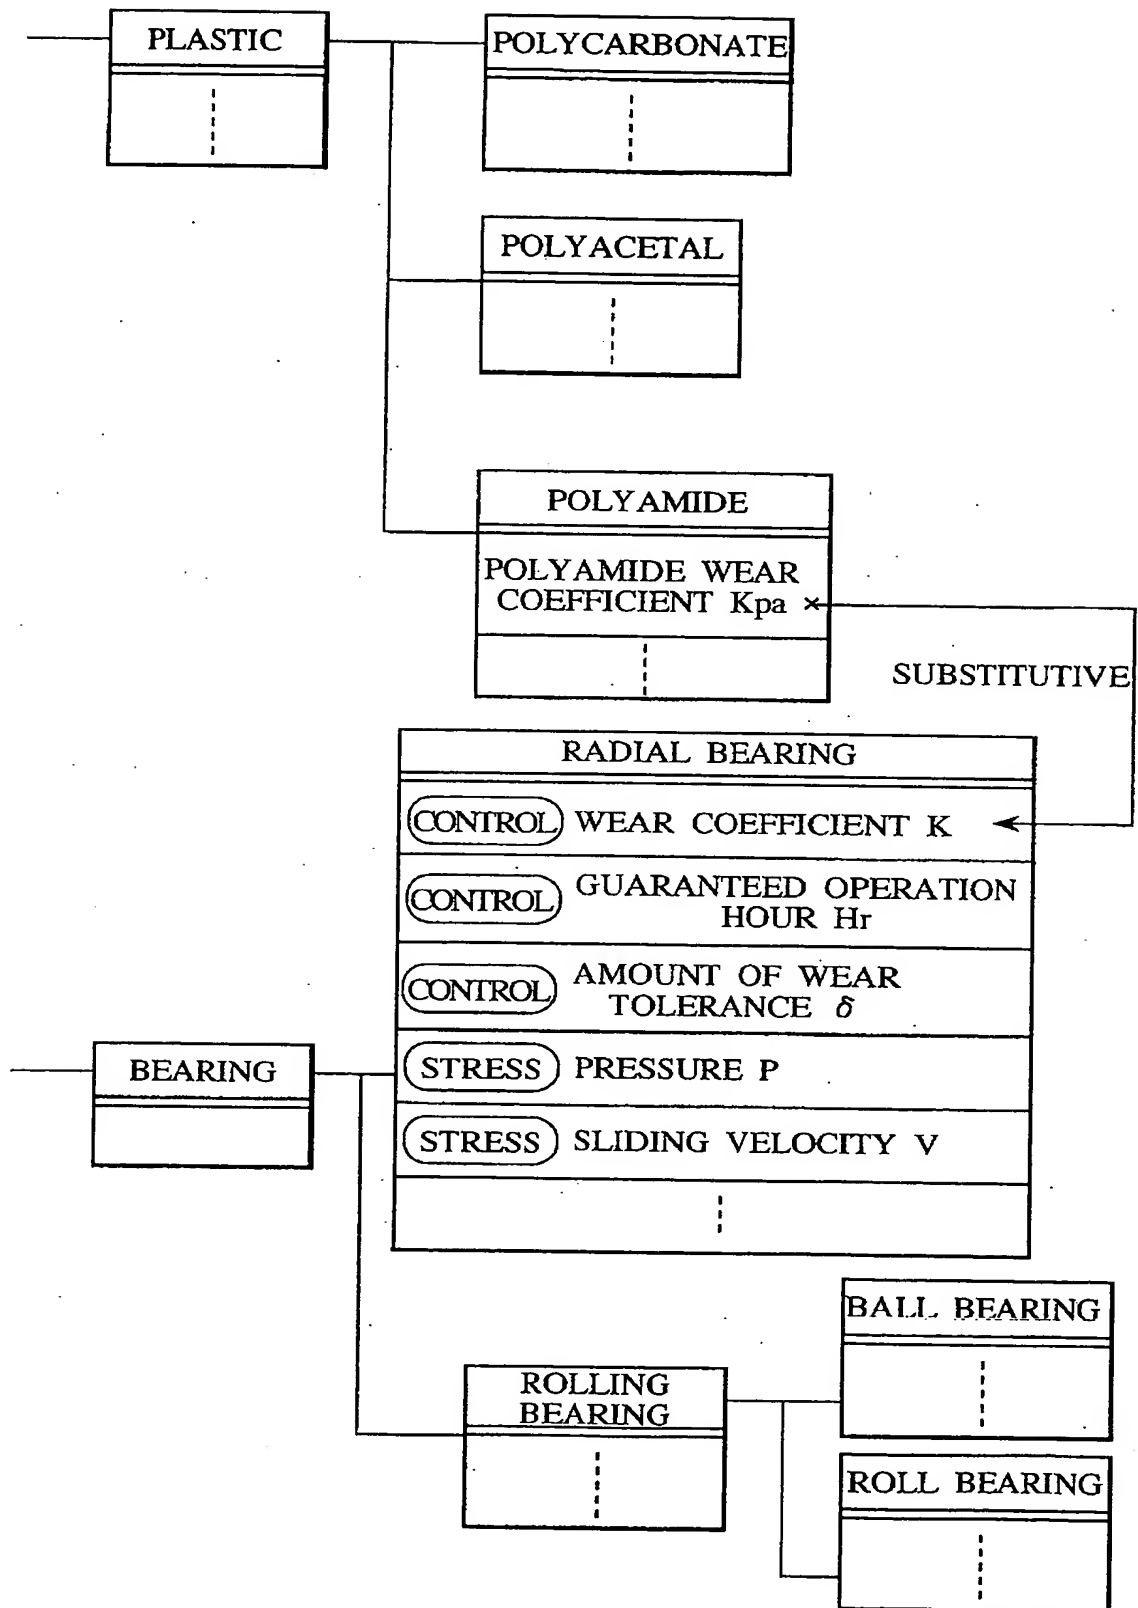 PLASTIC
POLYCARBONATE
POLYACETAL
POLYAMIDE
POLYAMIDE WEAR
COEFFICIENT Kpa ×
SUBSTITUTIVE
RADIAL BEARING
CONTROL WEAR COEFFICIENT K
CONTROL GUARANTEED OPERATION
HOUR Hr
CONTROL AMOUNT OF WEAR
TOLERANCE δ
BEARING
STRESS PRESSURE P
STRESS SLIDING VELOCITY V
BALL BEARING
ROLLING
BEARING
ROLL BEARING